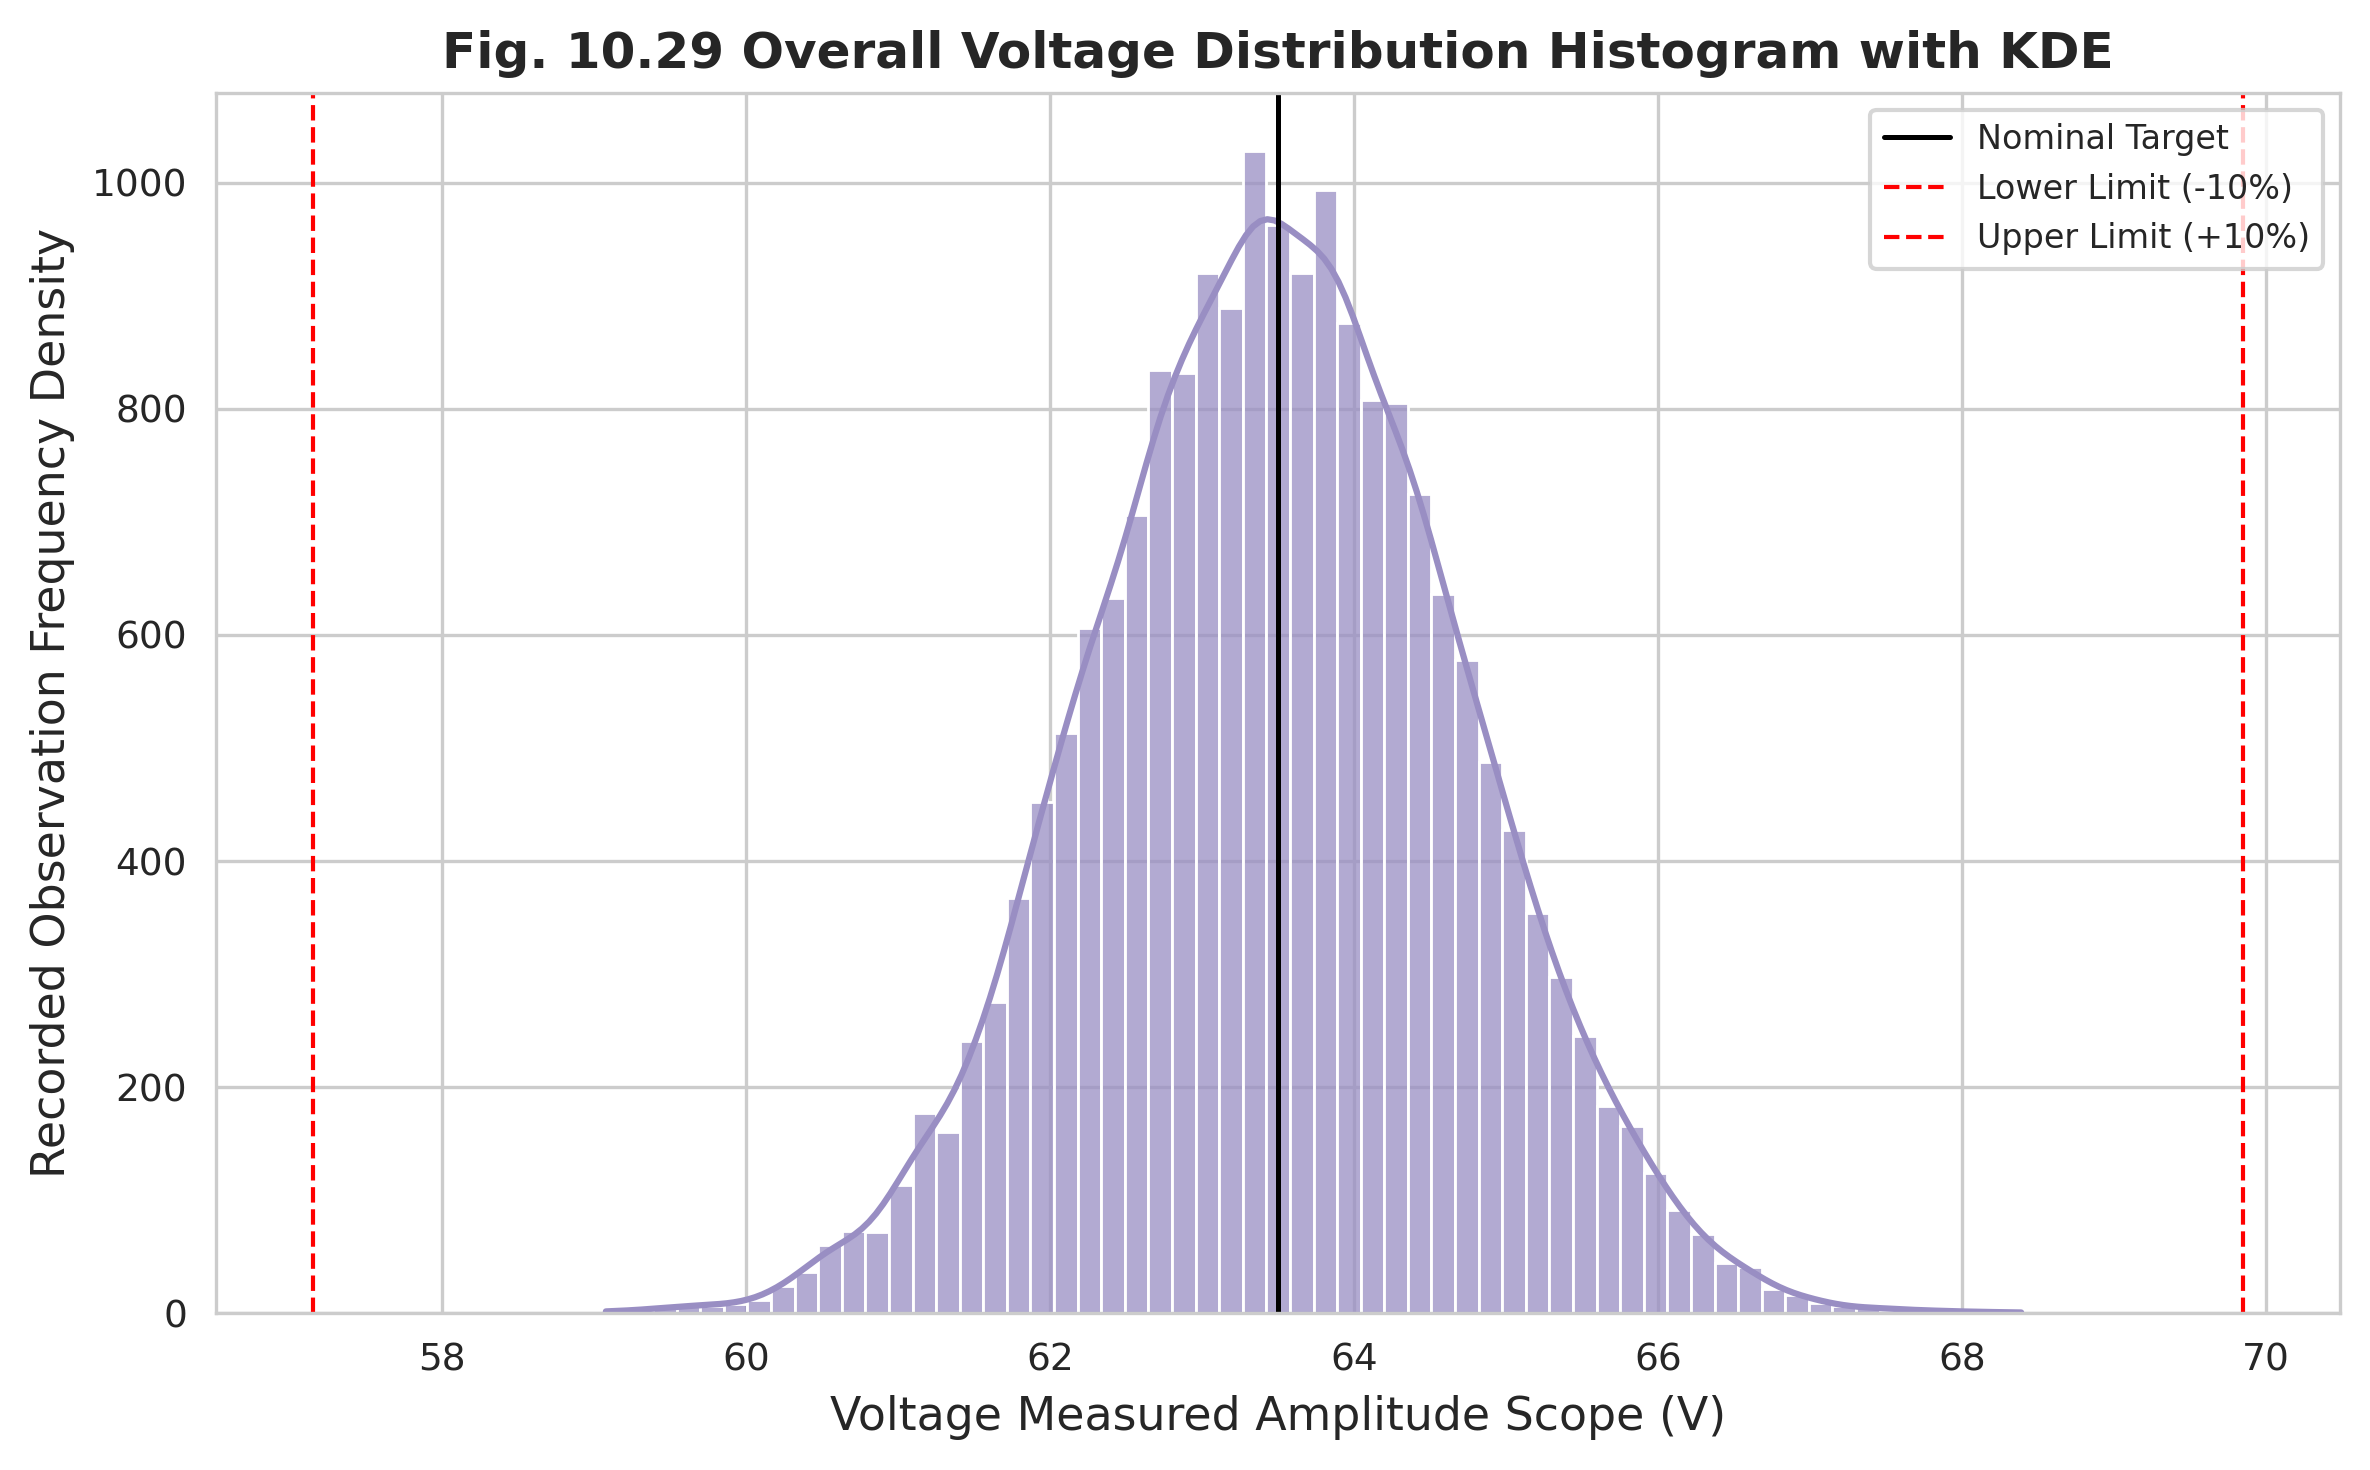 Fig. 10.29 Overall Voltage Distribution Histogram with KDE
Nominal Target
Lower Limit (-10%)
Upper Limit (+10%)
Recorded Observation Frequency Density
1000
800
600
400
200
0
58 60 62 64 66 68 70
Voltage Measured Amplitude Scope (V)